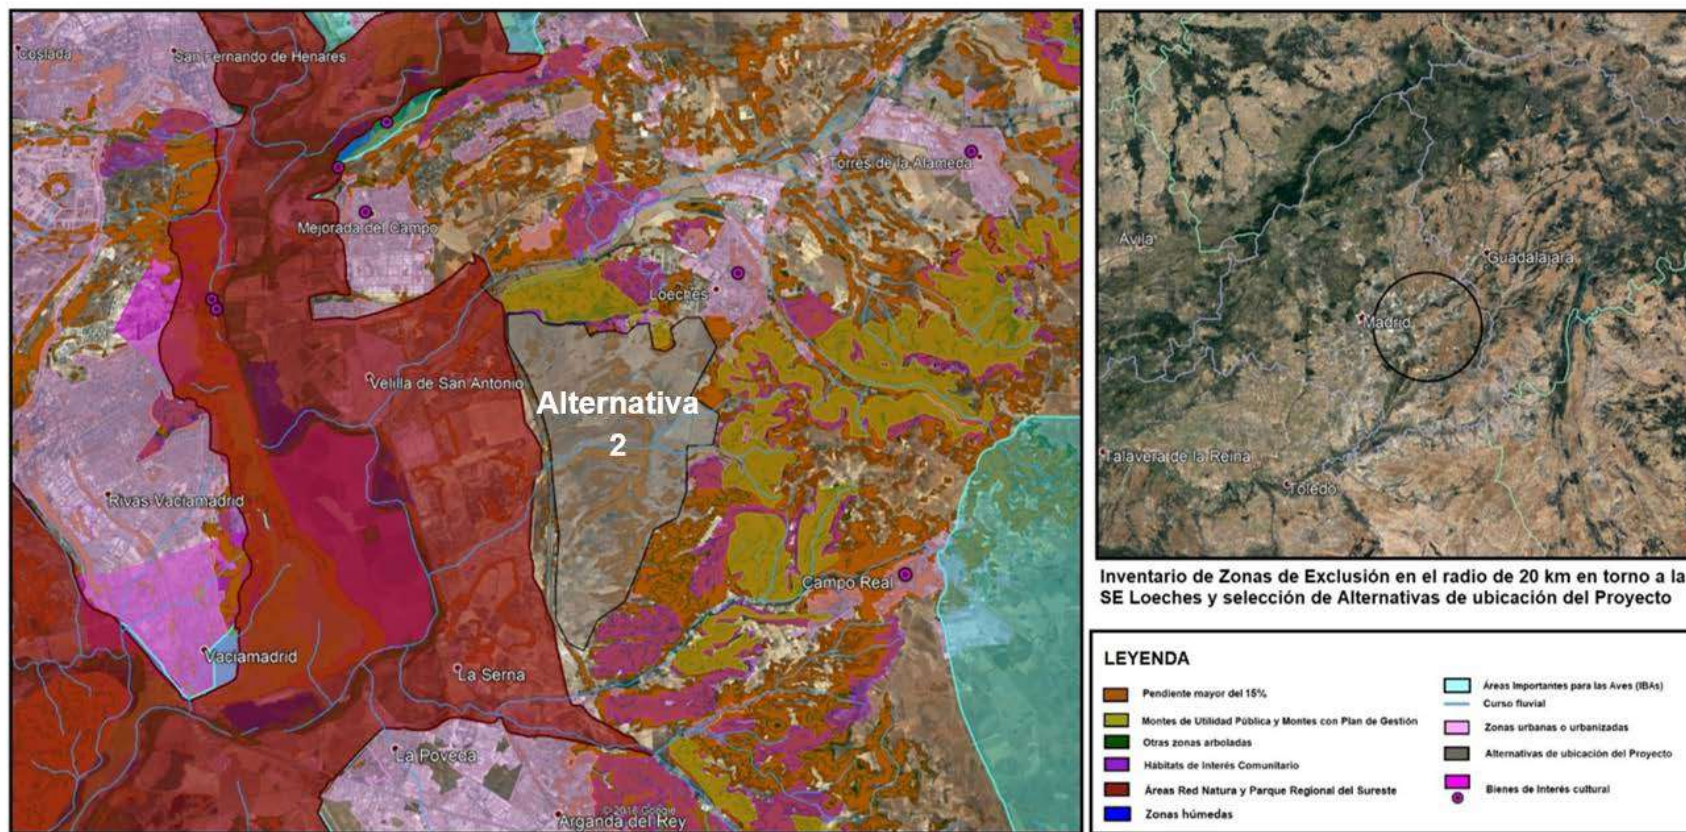 Coslada
San Fernando de Henares
Torres de la Alameda
Mejorada del Campo
Loeches
Velilla de San Antonio
Alternativa
2
Rivas Vaciamadrid
Campo Real
Vaciamadrid
La Serna
La Poveda
© 2018 Google
Arganda del Rey
Ávila
Guadalajara
Madrid
Talavera de la Reina
Toledo
Inventario de Zonas de Exclusión en el radio de 20 km en torno a la
SE Loeches y selección de Alternativas de ubicación del Proyecto
LEYENDA
Pendiente mayor del 15%
Montes de Utilidad Pública y Montes con Plan de Gestión
Otras zonas arboladas
Hábitats de Interés Comunitario
Áreas Red Natura y Parque Regional del Sureste
Zonas húmedas
Áreas Importantes para las Aves (IBAs)
Curso fluvial
Zonas urbanas o urbanizadas
Alternativas de ubicación del Proyecto
Bienes de Interés cultural